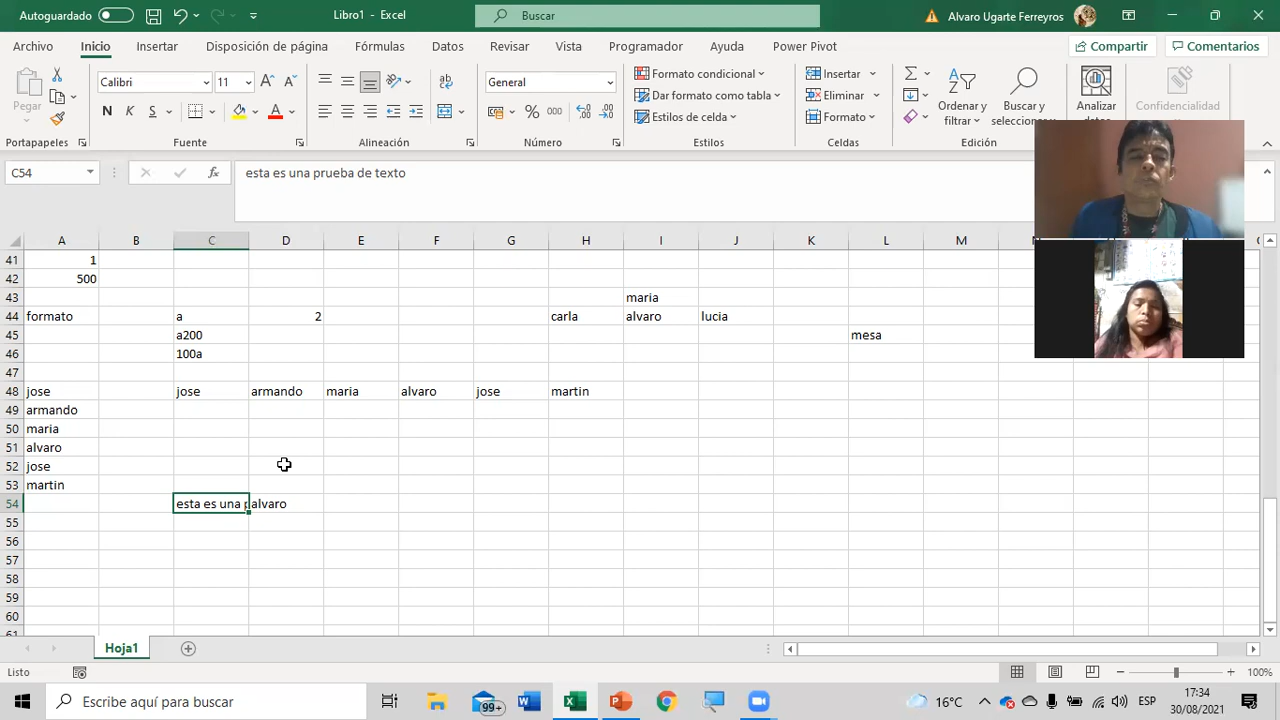 Autoguardado
Libro1 - Excel
Buscar
Alvaro Ugarte Ferreyros
Archivo Inicio Insertar Disposición de página Fórmulas Datos Revisar Vista Programador Ayuda Power Pivot
Compartir Comentarios
Pegar
Calibri 11
N K S
General
% 000
Formato condicional
Dar formato como tabla
Estilos de celda
Insertar
Eliminar
Formato
Ordenar y
filtrar
Buscar y
seleccionar
Analizar
datos
Confidencialidad
Portapapeles Fuente Alineación Número Estilos Celdas Edición
C54 fx esta es una prueba de texto
A B C D E F G H I J K L M
41 1
42 500
43 maria
44 formato a 2 carla alvaro lucia
45 a200 mesa
46 100a
47
48 jose jose armando maria alvaro jose martin
49 armando
50 maria
51 alvaro
52 jose
53 martin
54 esta es una p alvaro
55
56
57
58
59
60
61
Hoja1
Listo
100%
Escribe aquí para buscar
99+
16°C
ESP
17:34
30/08/2021